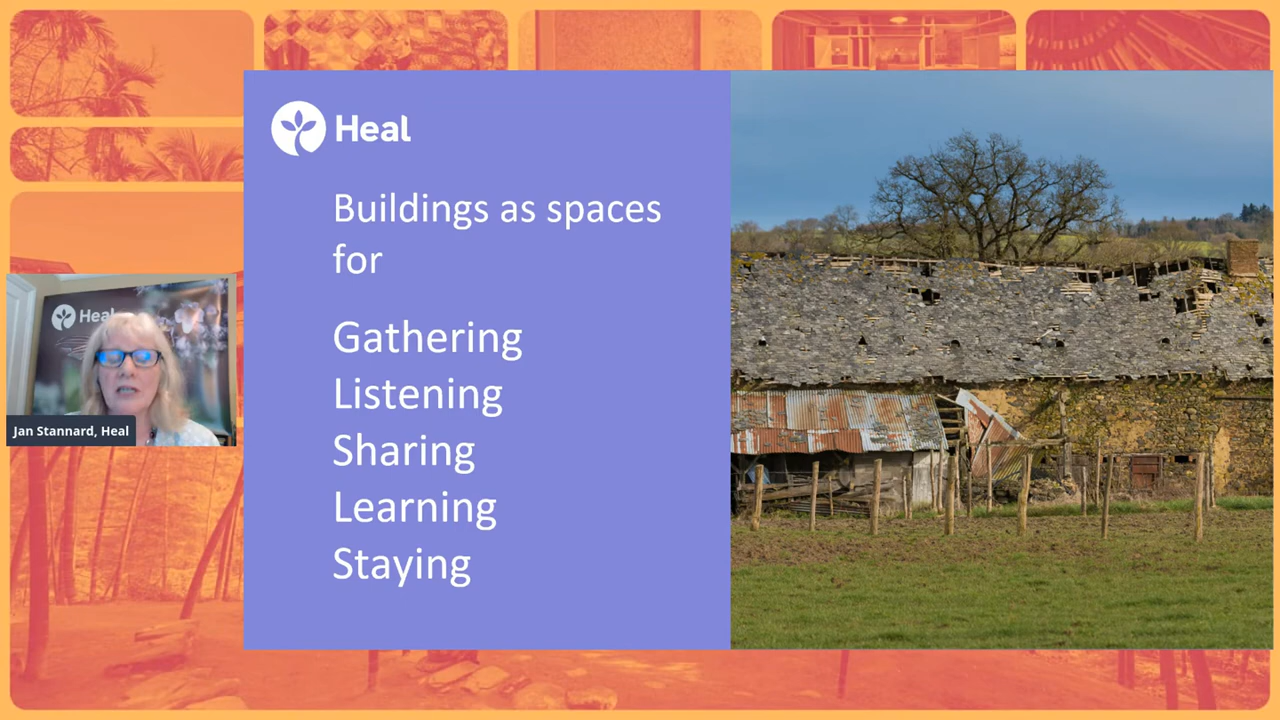 Heal
Buildings as spaces
for
Gathering
Listening
Sharing
Learning
Staying
Heal
Jan Stannard, Heal